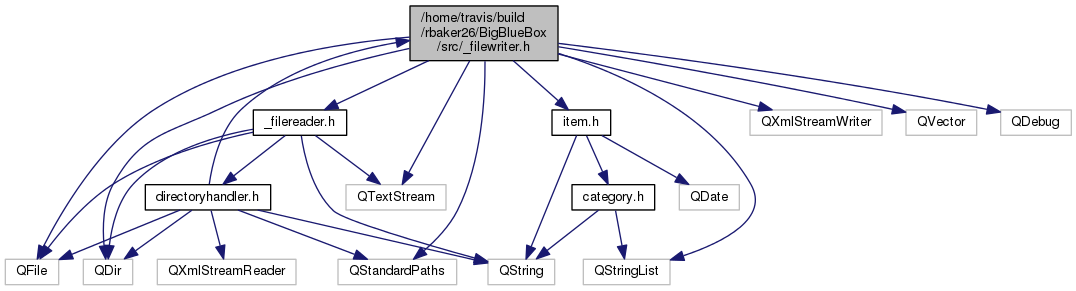 /home/travis/build
/rbaker26/BigBlueBox
/src/_filewriter.h
_filereader.h
item.h
QXmlStreamWriter
QVector
QDebug
directoryhandler.h
QTextStream
category.h
QDate
QFile
QDir
QXmlStreamReader
QStandardPaths
QString
QStringList